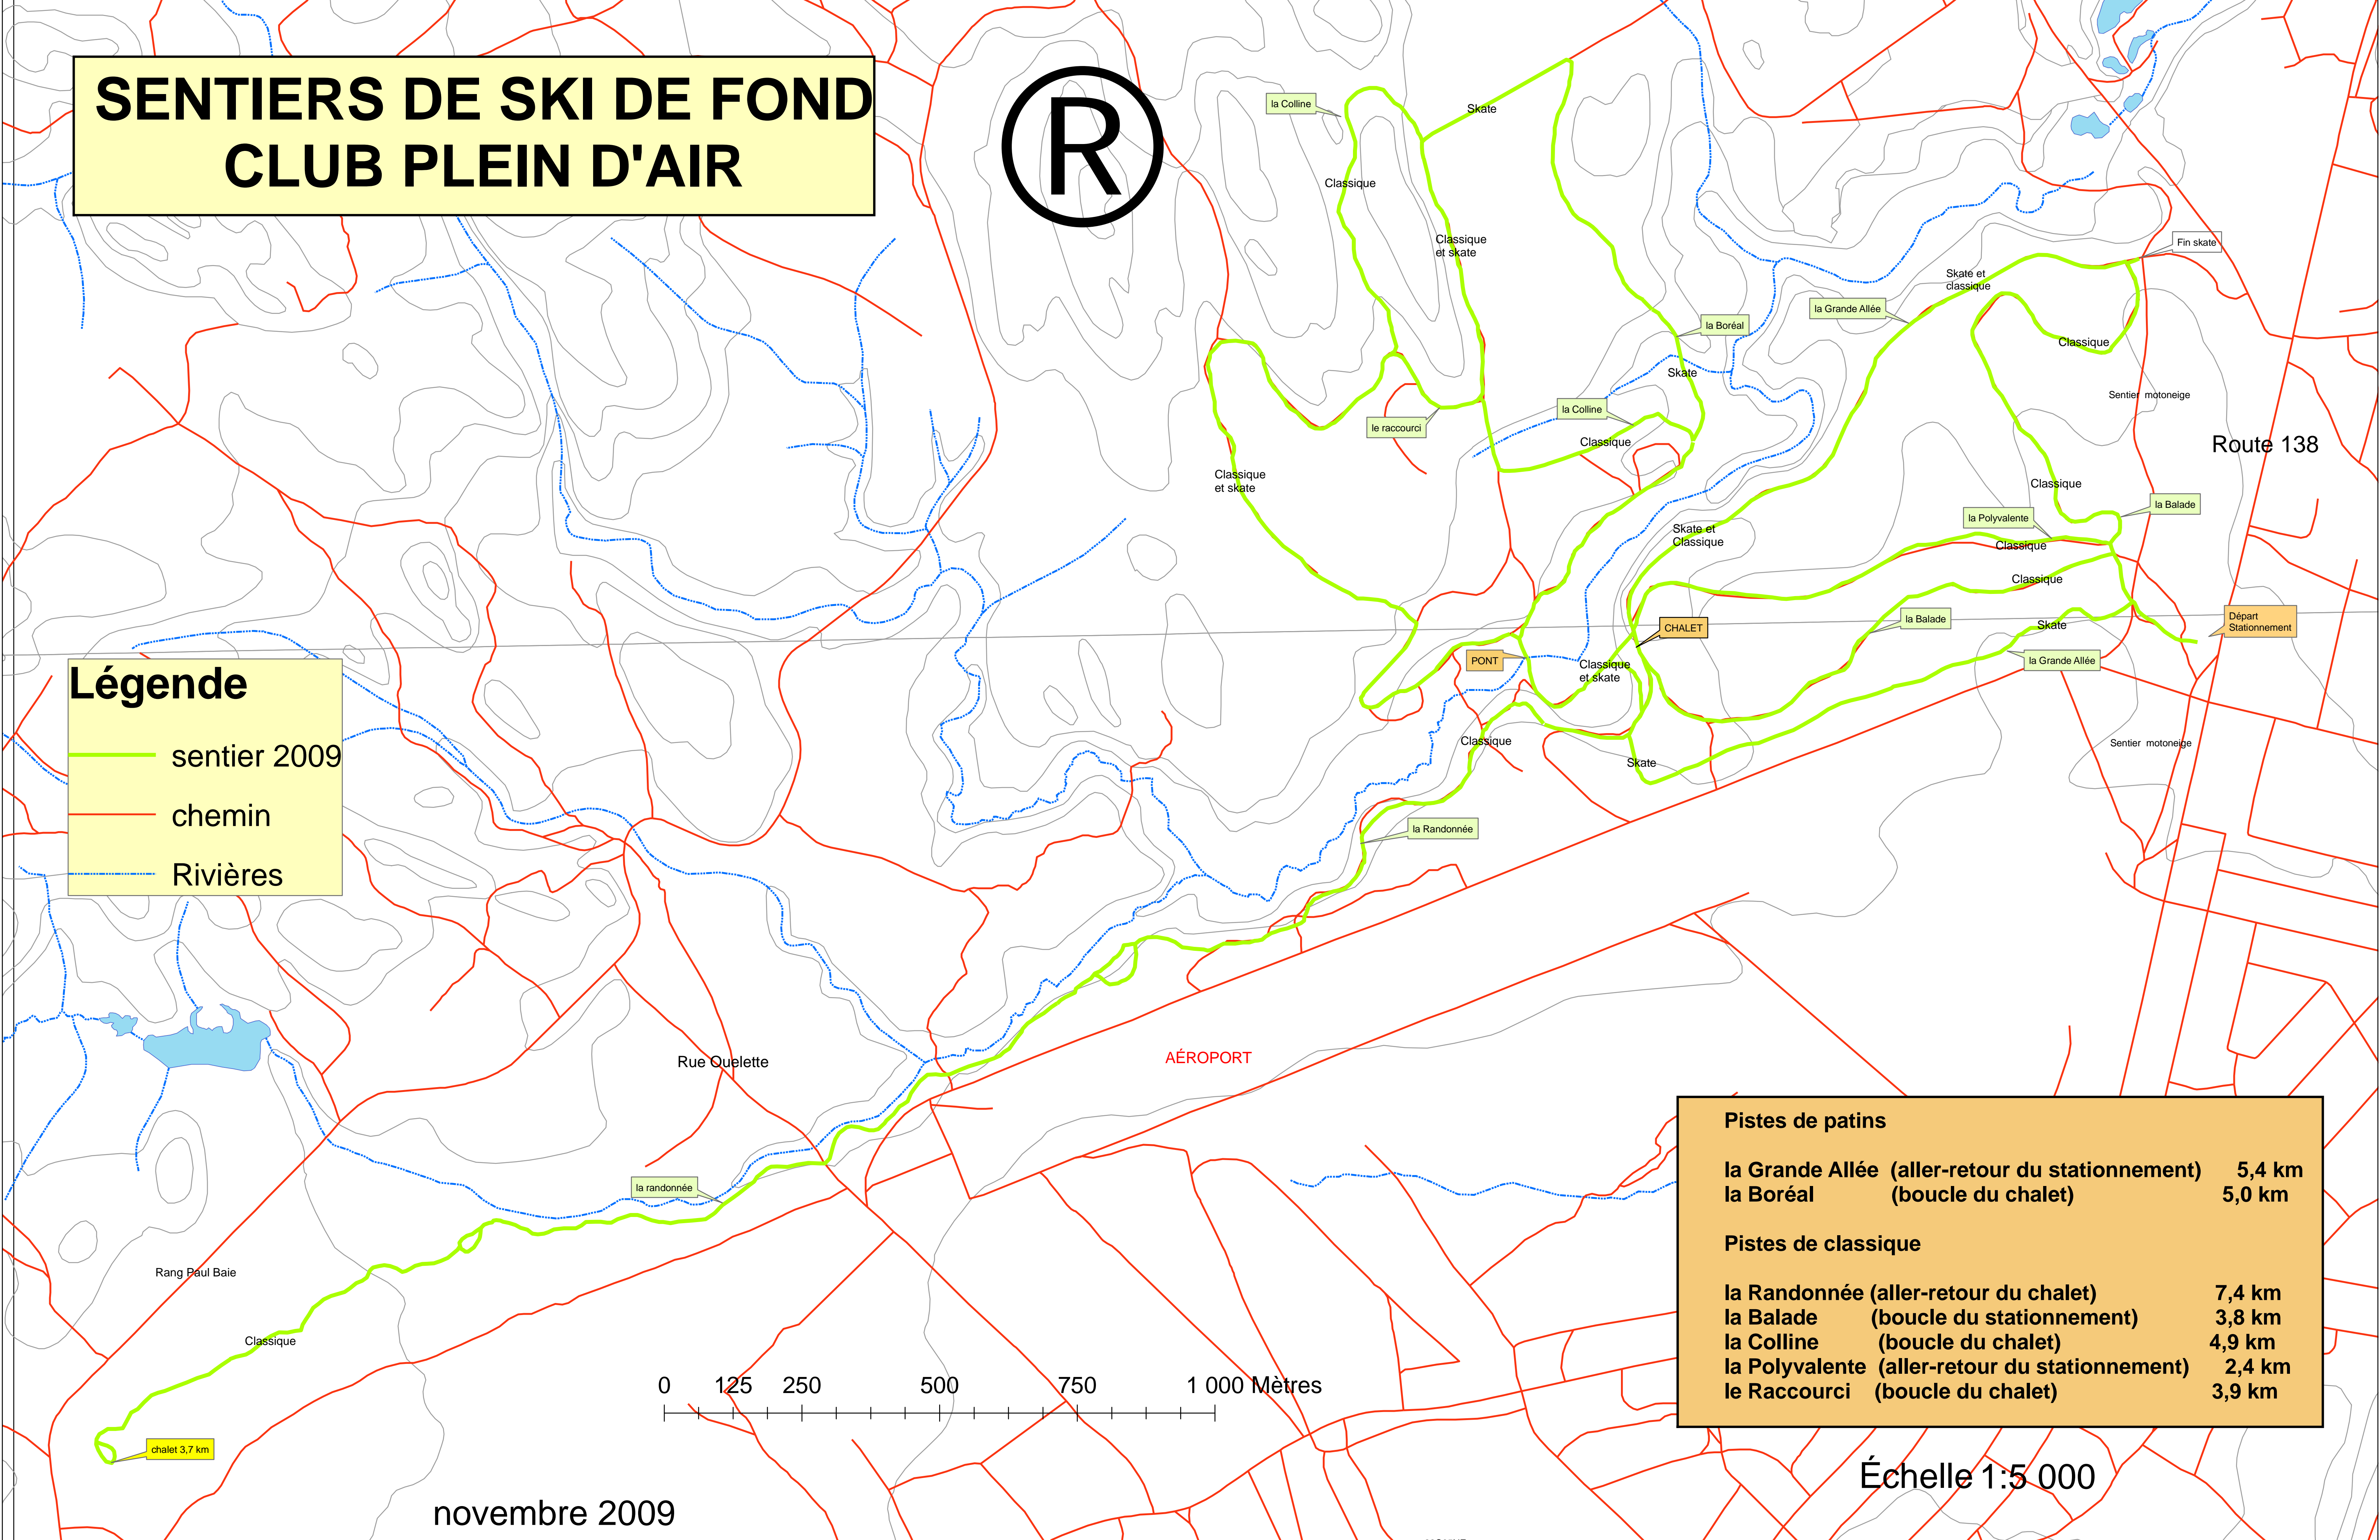 SENTIERS DE SKI DE FOND
CLUB PLEIN D'AIR
®
la Colline
Skate
Classique
Classique
et skate
Fin skate
Skate et
classique
la Grande Allée
la Boréal
Classique
Skate
Sentier motoneige
la Colline
le raccourci
Classique
Route 138
Classique
et skate
Classique
la Balade
la Polyvalente
Skate et
Classique
Classique
Classique
la Balade
Départ
Stationnement
CHALET
Skate
PONT
Classique
et skate
la Grande Allée
Classique
Sentier motoneige
Skate
la Randonnée
Légende
sentier 2009
chemin
Rivières
AÉROPORT
Rue Ouelette
la randonnée
Rang Paul Baie
Classique
chalet 3,7 km
0 125 250 500 750 1 000 Mètres
Pistes de patins
la Grande Allée (aller-retour du stationnement) 5,4 km
la Boréal (boucle du chalet) 5,0 km
Pistes de classique
la Randonnée (aller-retour du chalet) 7,4 km
la Balade (boucle du stationnement) 3,8 km
la Colline (boucle du chalet) 4,9 km
la Polyvalente (aller-retour du stationnement) 2,4 km
le Raccourci (boucle du chalet) 3,9 km
Échelle 1:5 000
novembre 2009